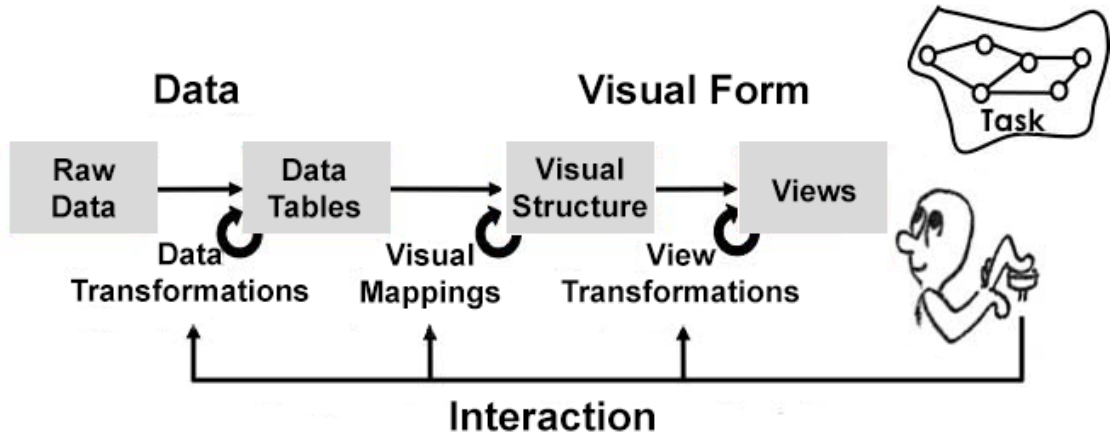 Data
Visual Form
Task
Raw
Data
Data
Tables
Visual
Structure
Views
Data
Transformations
Visual
Mappings
View
Transformations
Interaction